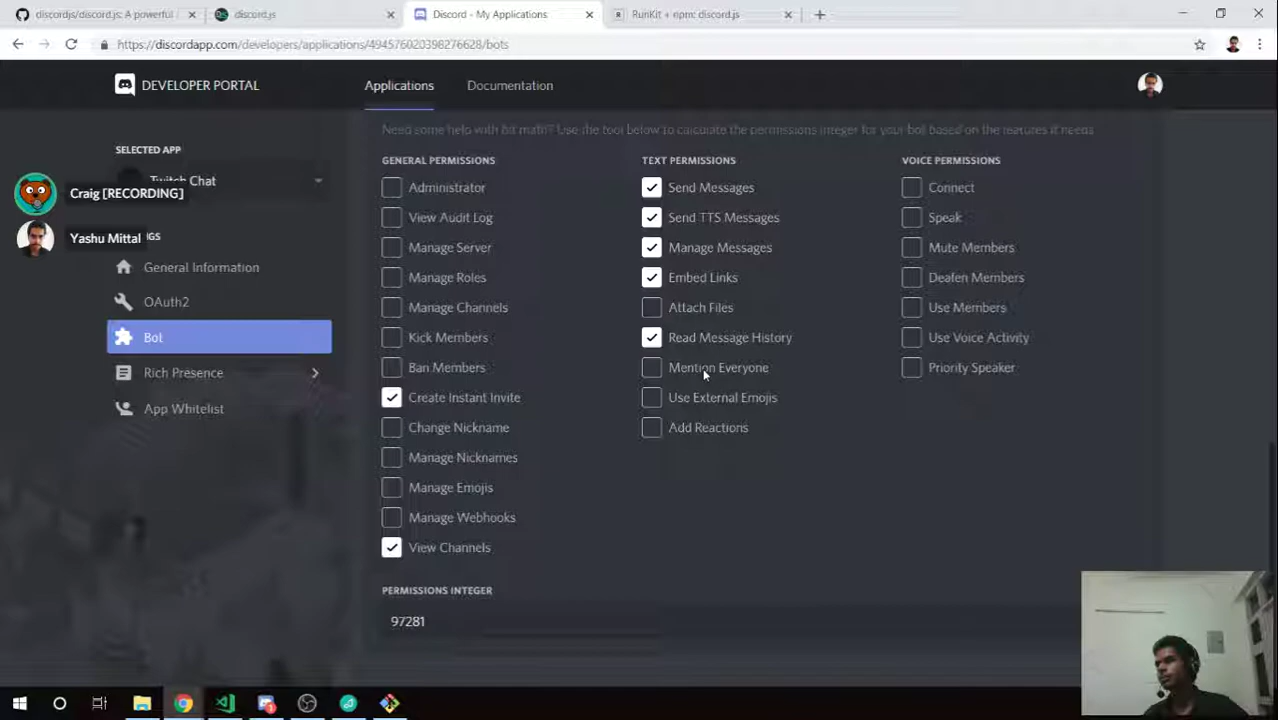 discordjs/discord.js: A powerful
discord.js
Discord - My Applications
RunKit + npm: discord.js
https://discordapp.com/developers/applications/494576020398276628/bots
DEVELOPER PORTAL
Applications
Documentation
SELECTED APP
Twitch Chat
Craig [RECORDING]
Yashu Mittal
GS
General Information
OAuth2
Bot
Rich Presence
App Whitelist
Need some help with bit math? Use the tool below to calculate the permissions integer for your bot based on the features it needs
GENERAL PERMISSIONS
Administrator
View Audit Log
Manage Server
Manage Roles
Manage Channels
Kick Members
Ban Members
Create Instant Invite
Change Nickname
Manage Nicknames
Manage Emojis
Manage Webhooks
View Channels
TEXT PERMISSIONS
Send Messages
Send TTS Messages
Manage Messages
Embed Links
Attach Files
Read Message History
Mention Everyone
Use External Emojis
Add Reactions
VOICE PERMISSIONS
Connect
Speak
Mute Members
Deafen Members
Use Members
Use Voice Activity
Priority Speaker
PERMISSIONS INTEGER
97281